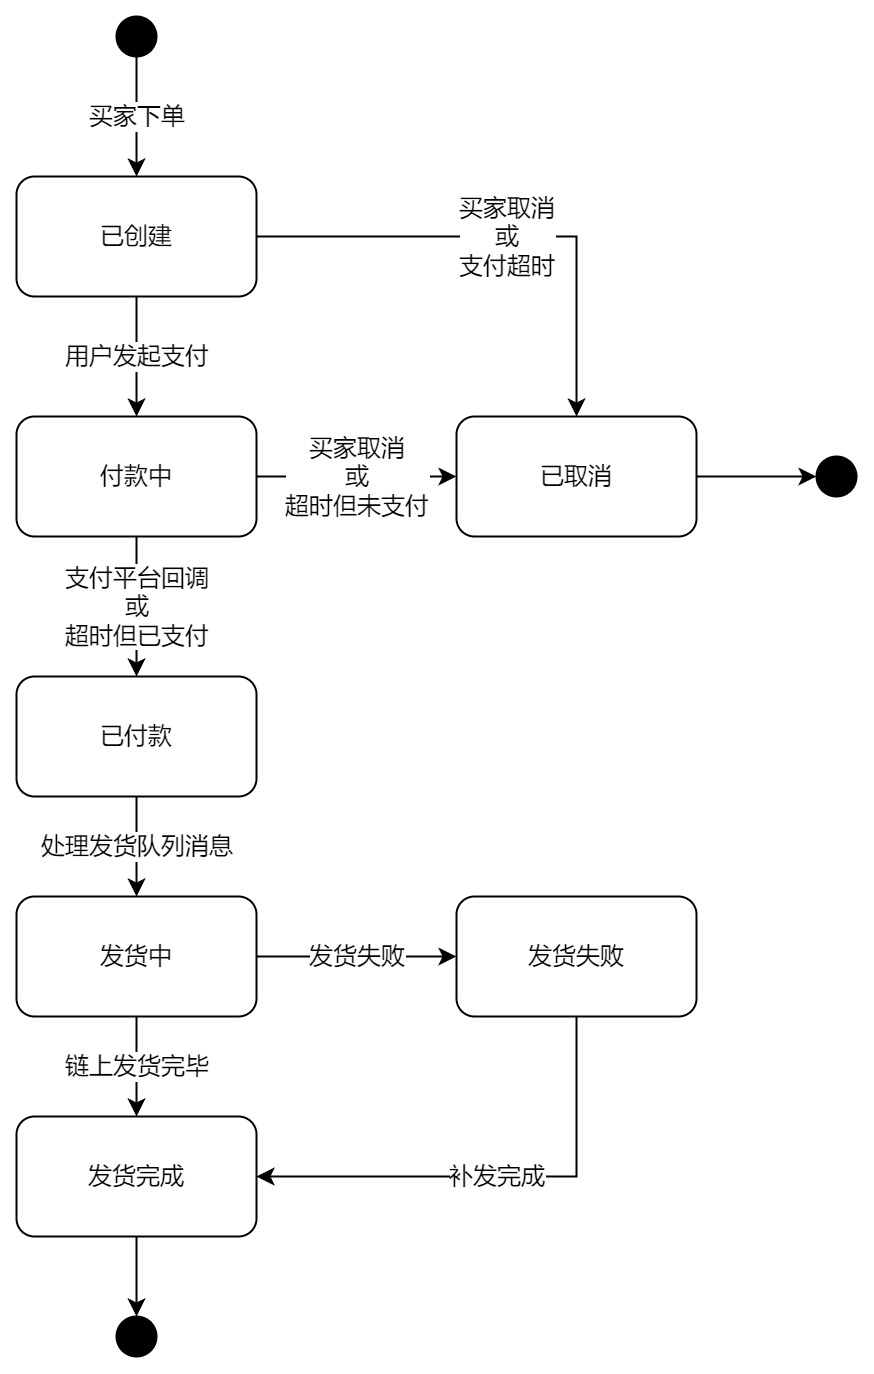 买家下单
已创建
买家取消
或
支付超时
用户发起支付
付款中
买家取消
或
超时但未支付
已取消
支付平台回调
或
超时但已支付
已付款
处理发货队列消息
发货中
发货失败
发货失败
链上发货完毕
发货完成
补发完成